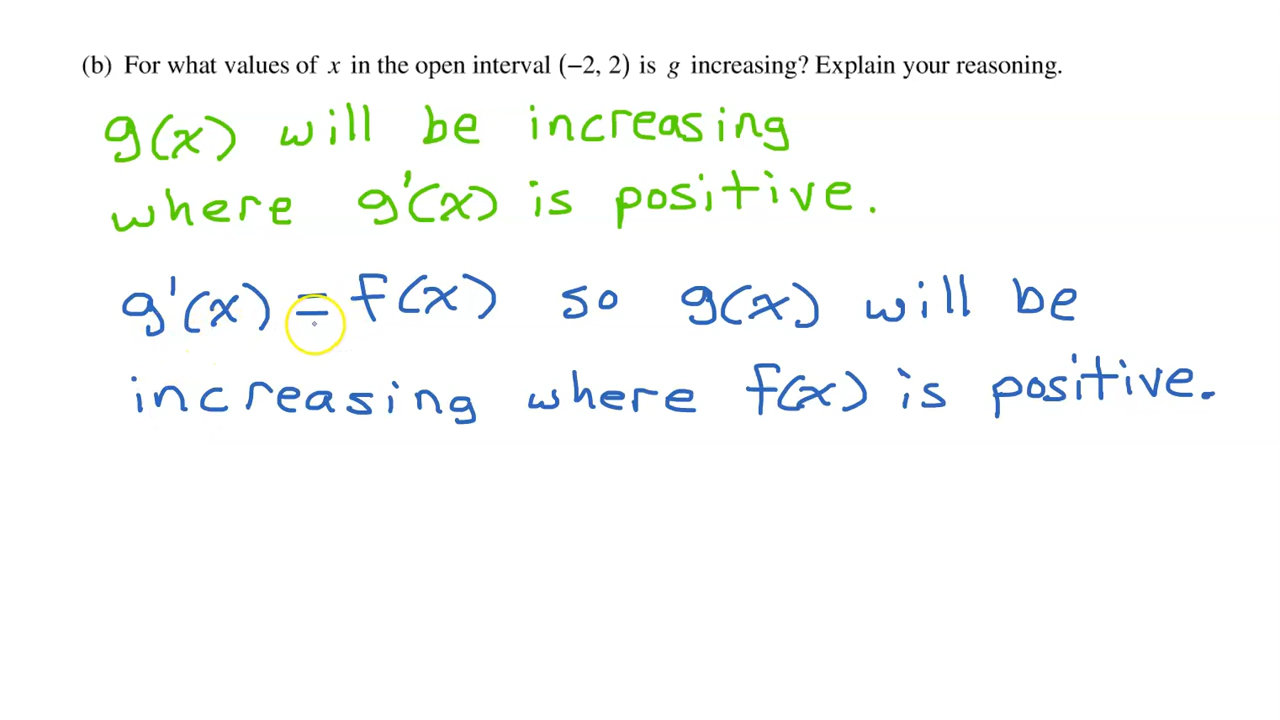 (b) For what values of x in the open interval (−2, 2) is g increasing? Explain your reasoning.
g(x) will be increasing
where g'(x) is positive.
g'(x) = f(x) so g(x) will be
increasing where f(x) is positive.